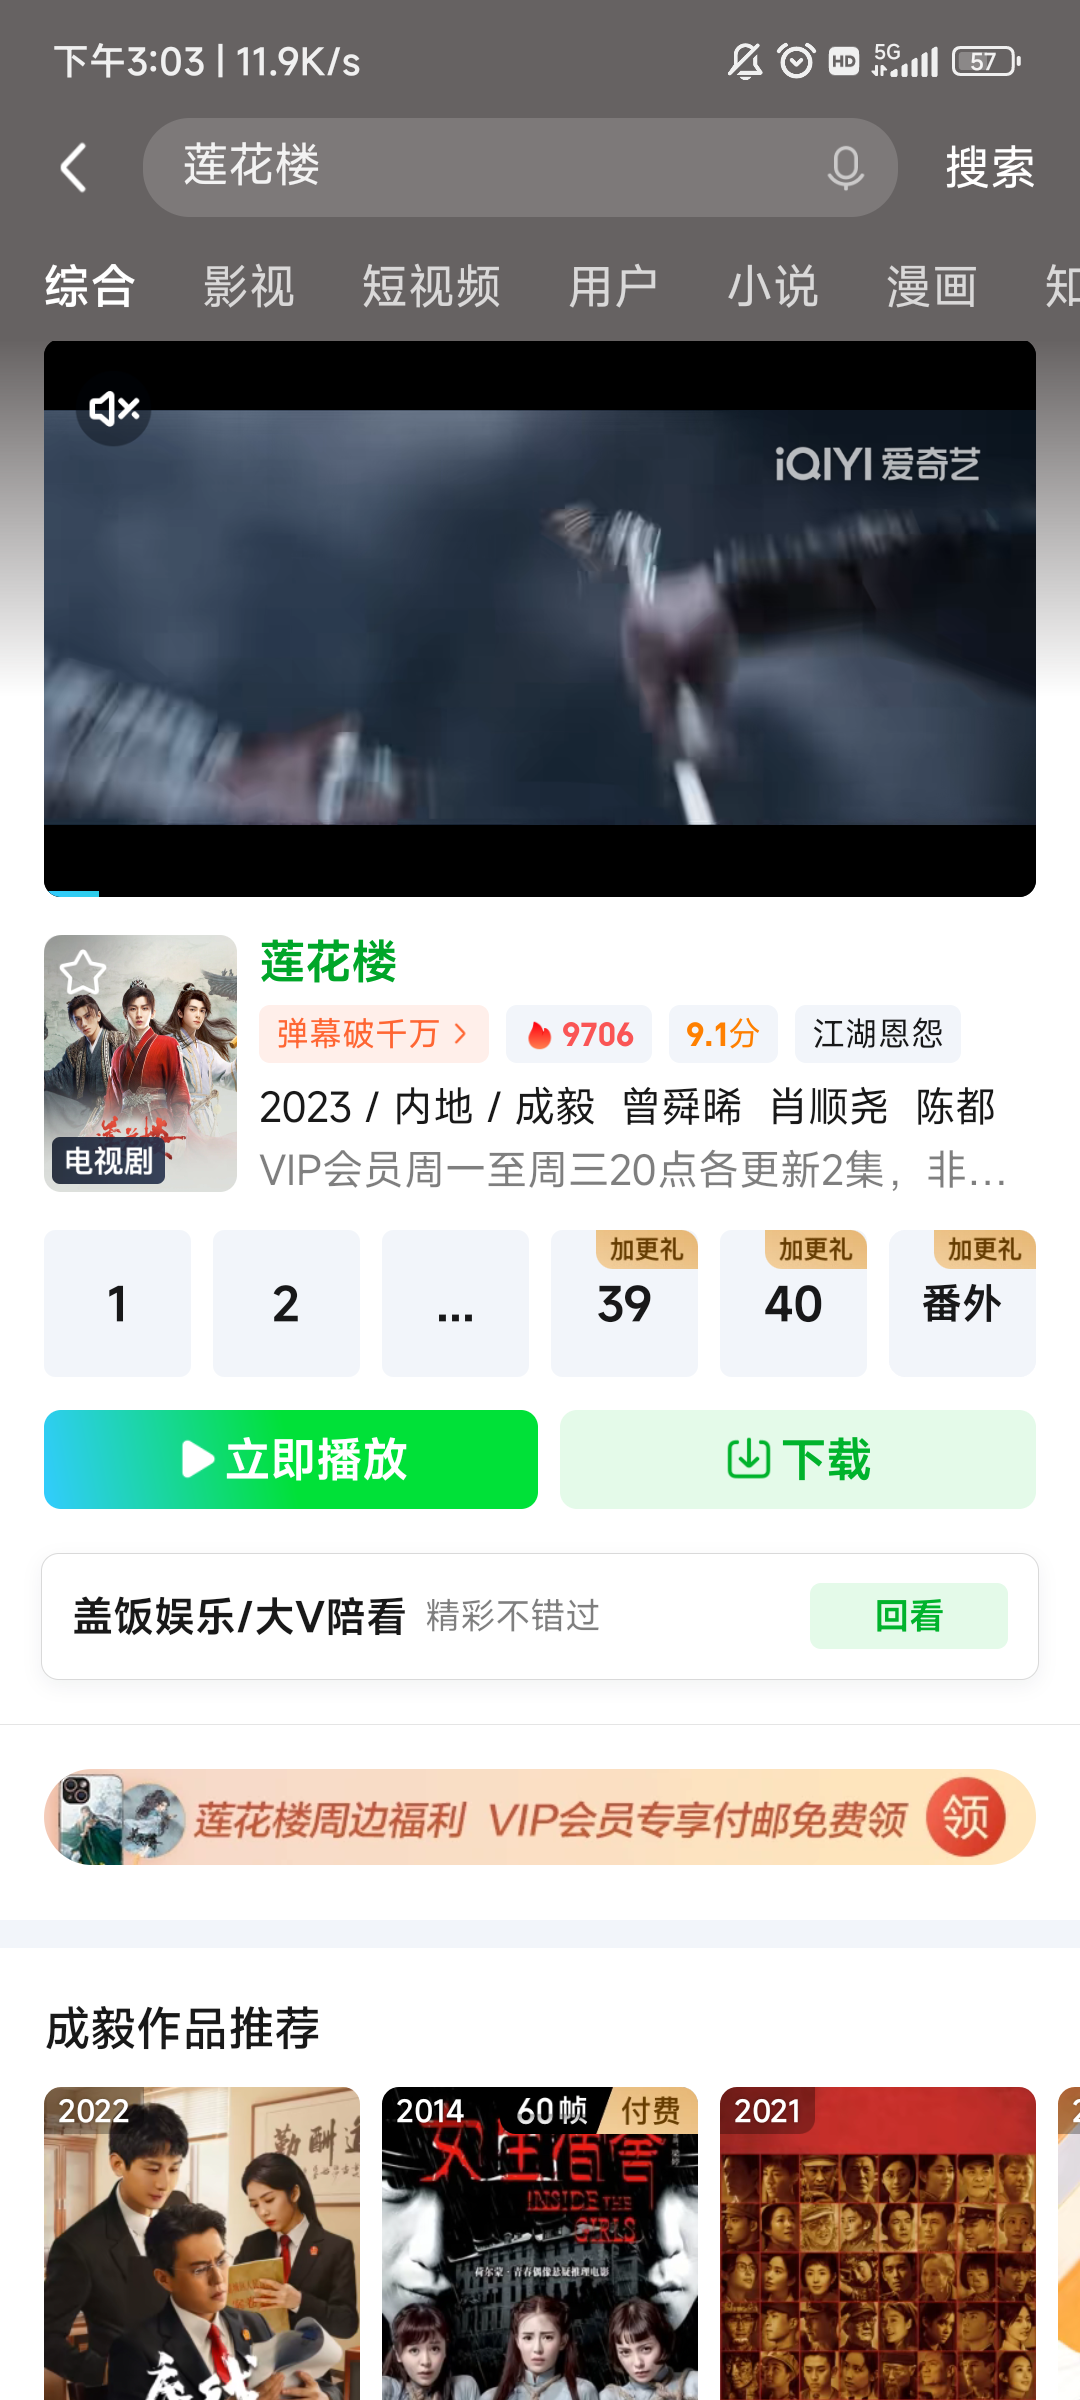 下午3:03 | 11.9K/s
HD 5G 57
莲花楼
搜索
综合 影视 短视频 用户 小说 漫画 知
iQIYI 爱奇艺
莲花楼
弹幕破千万 >
9706
9.1分
江湖恩怨
2023 / 内地 / 成毅 曾舜晞 肖顺尧 陈都
VIP会员周一至周三20点各更新2集，非...
莲花楼
电视剧
1
2
...
加更礼
39
加更礼
40
加更礼
番外
立即播放
下载
盖饭娱乐/大V陪看 精彩不错过
回看
莲花楼周边福利 VIP会员专享付邮免费领
领
成毅作品推荐
2022
2014
60帧
付费
女生宿舍
INSIDE THE
GIRLS
2021